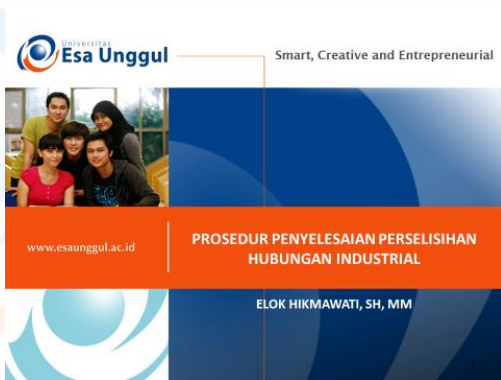 Universitas
Esa Unggul
Smart, Creative and Entrepreneurial
www.esaunggul.ac.id
PROSEDUR PENYELESAIAN PERSELISIHAN
HUBUNGAN INDUSTRIAL
ELOK HIKMAWATI, SH, MM